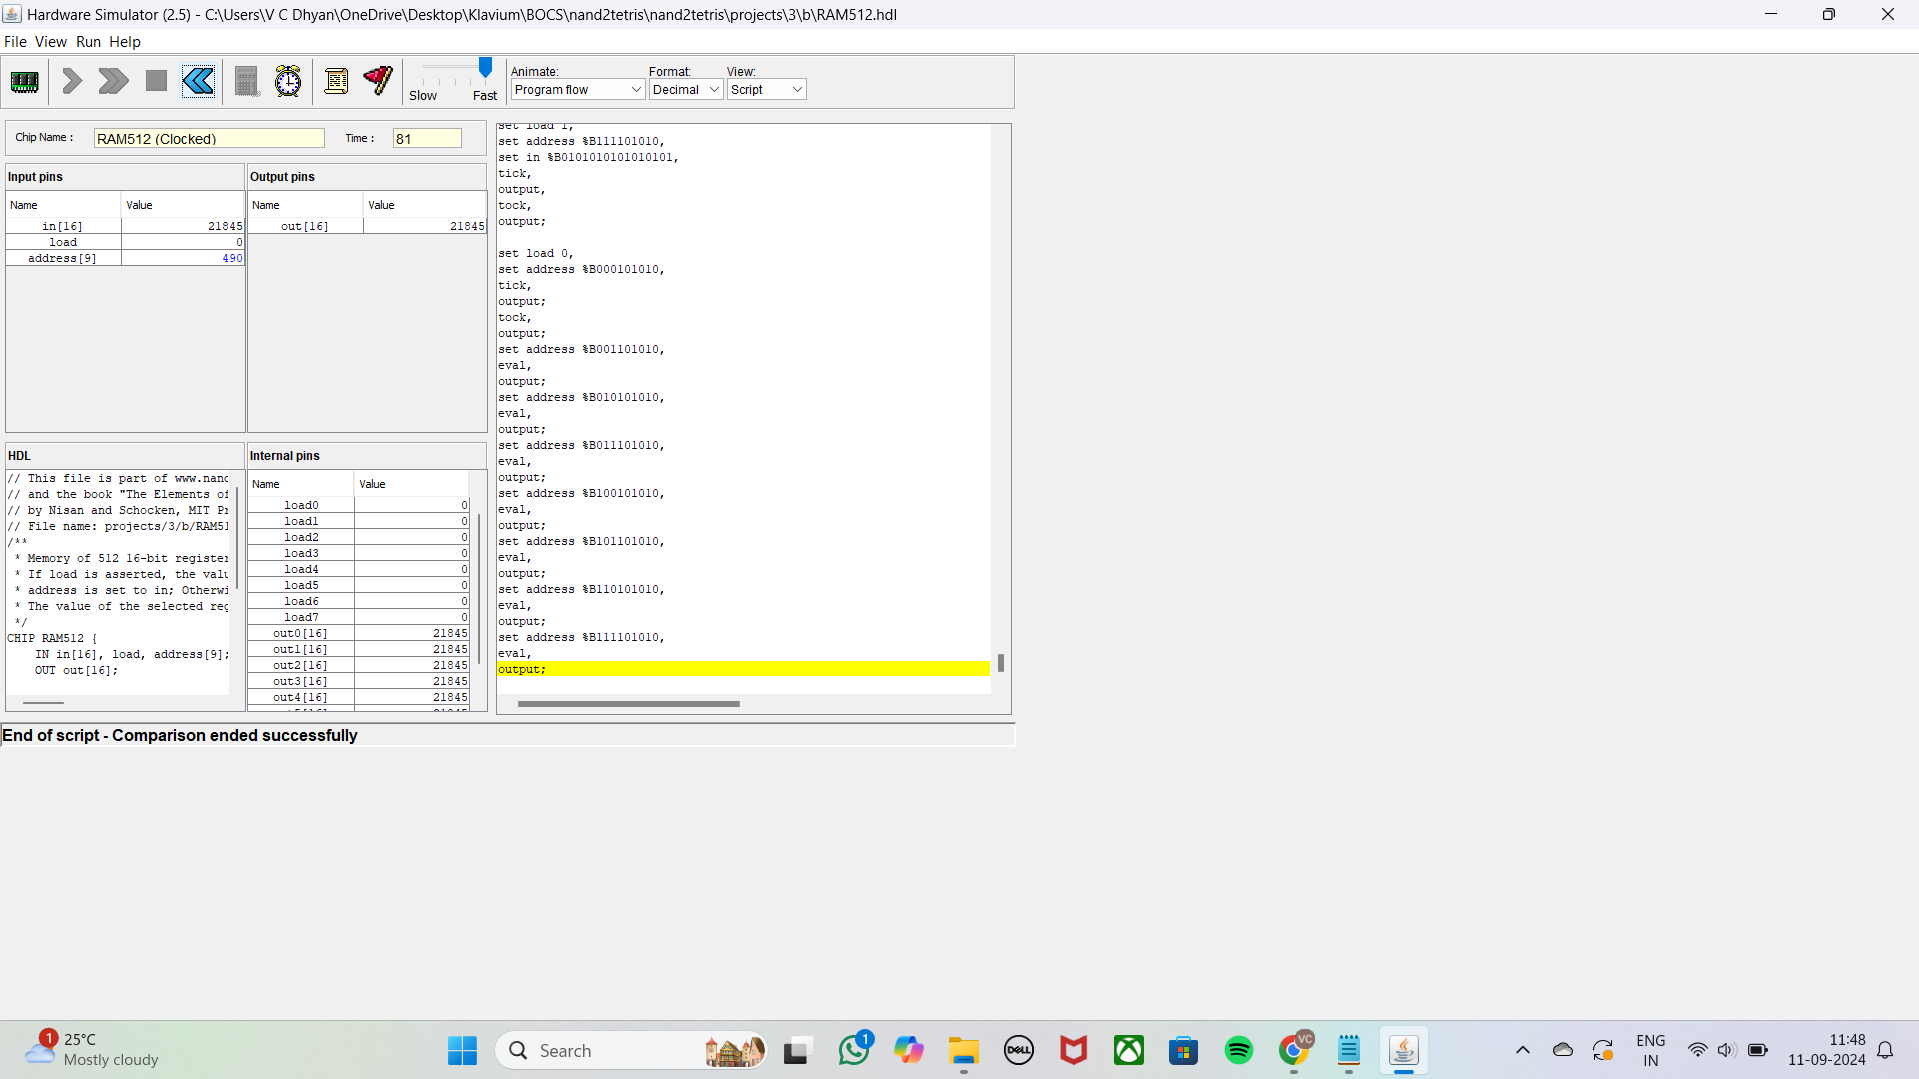 Hardware Simulator (2.5) - C:\Users\V C Dhyan\OneDrive\Desktop\Klavium\BOCS\nand2tetris\nand2tetris\projects\3\b\RAM512.hdl
File View Run Help
Slow Fast
Animate: Format: View:
Program flow Decimal Script
Chip Name : RAM512 (Clocked) Time : 81
Input pins
Name Value
in[16] 21845
load 0
address[9] 490
Output pins
Name Value
out[16] 21845
HDL
// This file is part of www.nanc
// and the book "The Elements of
// by Nisan and Schocken, MIT Pr
// File name: projects/3/b/RAM51
/**
* Memory of 512 16-bit register
* If load is asserted, the valu
* address is set to in; Otherwi
* The value of the selected reg
*/
CHIP RAM512 {
IN in[16], load, address[9];
OUT out[16];
Internal pins
Name Value
load0 0
load1 0
load2 0
load3 0
load4 0
load5 0
load6 0
load7 0
out0[16] 21845
out1[16] 21845
out2[16] 21845
out3[16] 21845
out4[16] 21845
set load 1,
set address %B111101010,
set in %B0101010101010101,
tick,
output,
tock,
output;
set load 0,
set address %B000101010,
tick,
output;
tock,
output;
set address %B001101010,
eval,
output;
set address %B010101010,
eval,
output;
set address %B011101010,
eval,
output;
set address %B100101010,
eval,
output;
set address %B101101010,
eval,
output;
set address %B110101010,
eval,
output;
set address %B111101010,
eval,
output;
End of script - Comparison ended successfully
1
25°C
Mostly cloudy
Search
1
DELL
VC
ENG
IN
11:48
11-09-2024